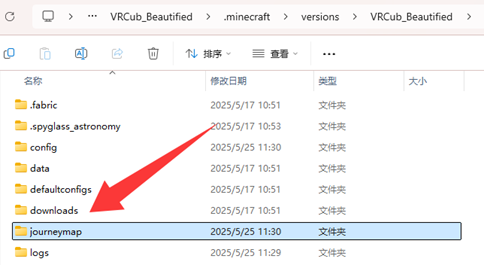 VRCub_Beautified > .minecraft > versions > VRCub_Beautified >
排序 查看 ...
名称 修改日期 类型 大小
.fabric 2025/5/17 10:51 文件夹
.spyglass_astronomy 2025/5/17 10:53 文件夹
config 2025/5/25 11:30 文件夹
data 2025/5/17 10:51 文件夹
defaultconfigs 2025/5/17 10:51 文件夹
downloads 2025/5/17 10:51 文件夹
journeymap 2025/5/25 11:30 文件夹
logs 2025/5/25 11:29 文件夹